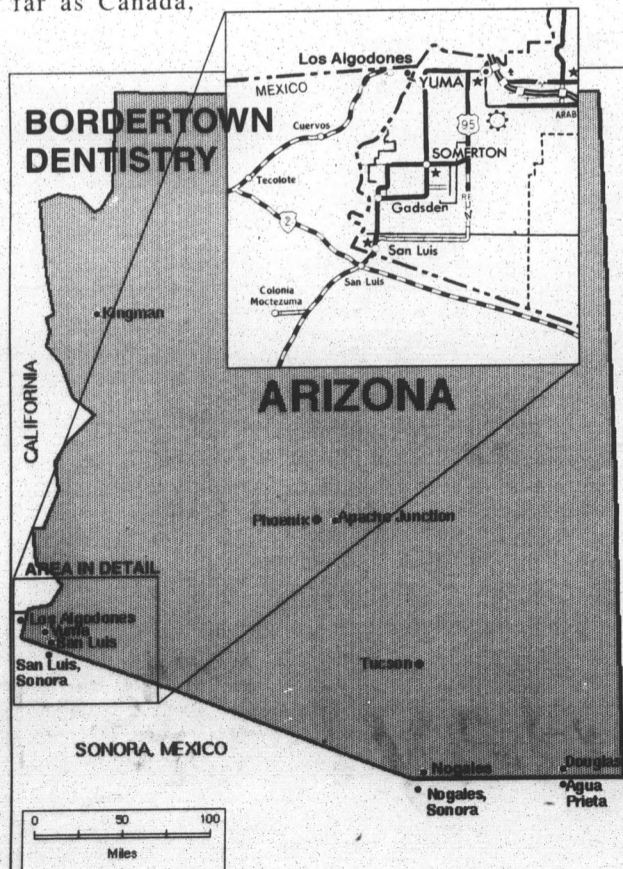 far as Canada,
BORDERTOWN
DENTISTRY
Los Algodones
YUMA
MEXICO
ARAB
Cuervos
95
SOMERTON
Tecolote
Gadsden
2
San Luis
San Luis
Colonia
Moctezuma
Kingman
CALIFORNIA
ARIZONA
Phoenix
Apache Junction
AREA IN DETAIL
Los Algodones
Yuma
San Luis
San Luis,
Sonora
Tucson
SONORA, MEXICO
Nogales
Nogales,
Sonora
Douglas
Agua
Prieta
0 50 100
Miles